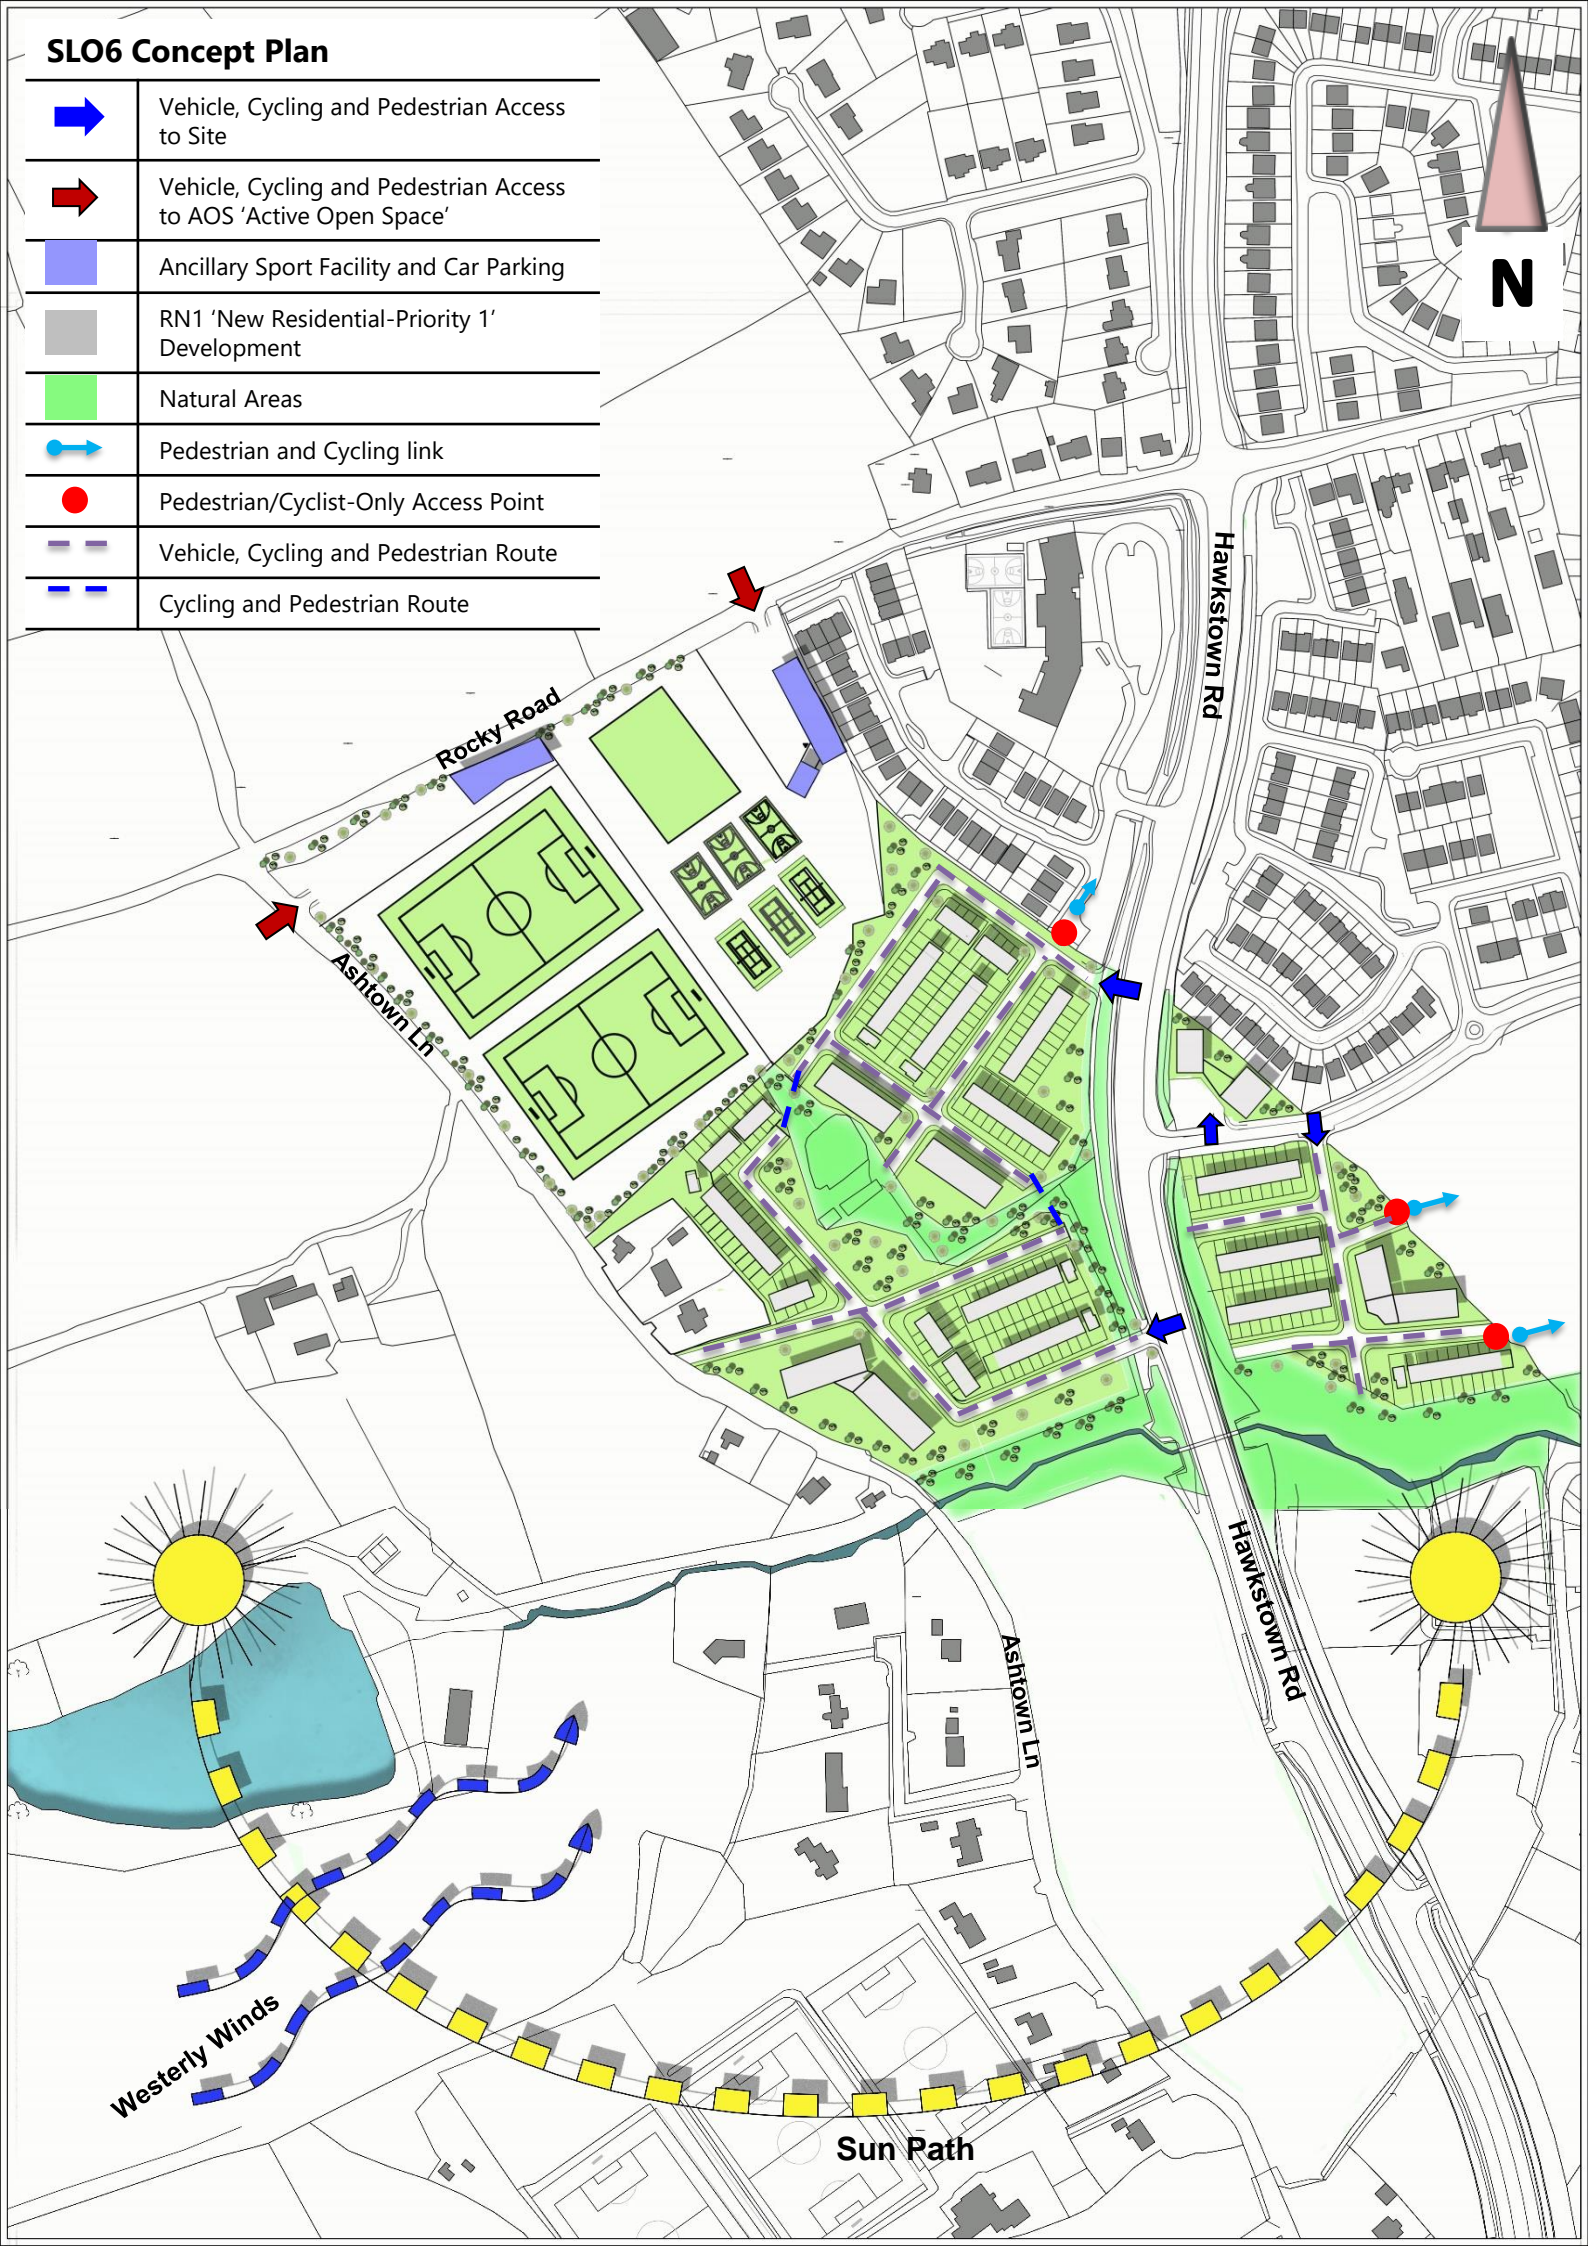 SLO6 Concept Plan
Vehicle, Cycling and Pedestrian Access
to Site
Vehicle, Cycling and Pedestrian Access
to AOS ‘Active Open Space’
Ancillary Sport Facility and Car Parking
RN1 ‘New Residential-Priority 1’
Development
Natural Areas
Pedestrian and Cycling link
Pedestrian/Cyclist-Only Access Point
Vehicle, Cycling and Pedestrian Route
Cycling and Pedestrian Route
N
Hawkstown Rd
Rocky Road
Ashtown Ln
Hawkstown Rd
Ashtown Ln
Westerly Winds
Sun Path